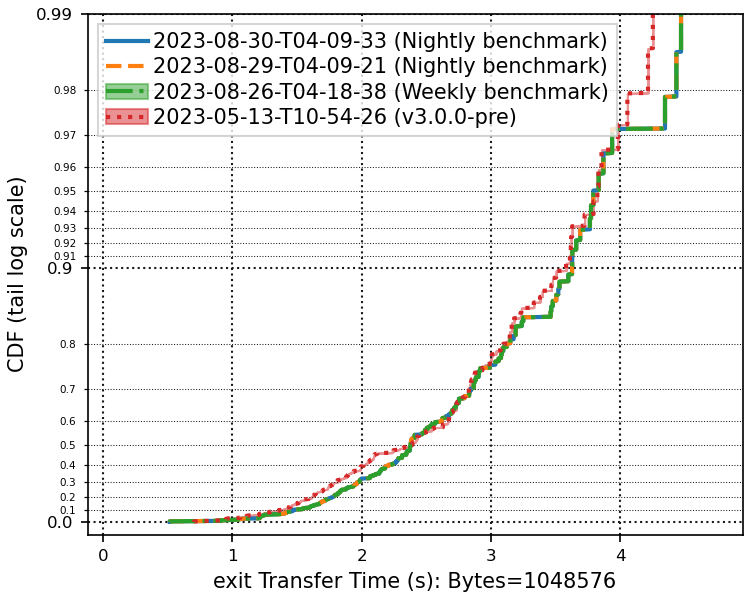 0.99
2023-08-30-T04-09-33 (Nightly benchmark)
2023-08-29-T04-09-21 (Nightly benchmark)
2023-08-26-T04-18-38 (Weekly benchmark)
2023-05-13-T10-54-26 (v3.0.0-pre)
0.98
0.97
0.96
0.95
0.94
0.93
0.92
0.91
0.9
0.8
0.7
0.6
0.5
0.4
0.3
0.2
0.1
0.0
CDF (tail log scale)
0 1 2 3 4
exit Transfer Time (s): Bytes=1048576